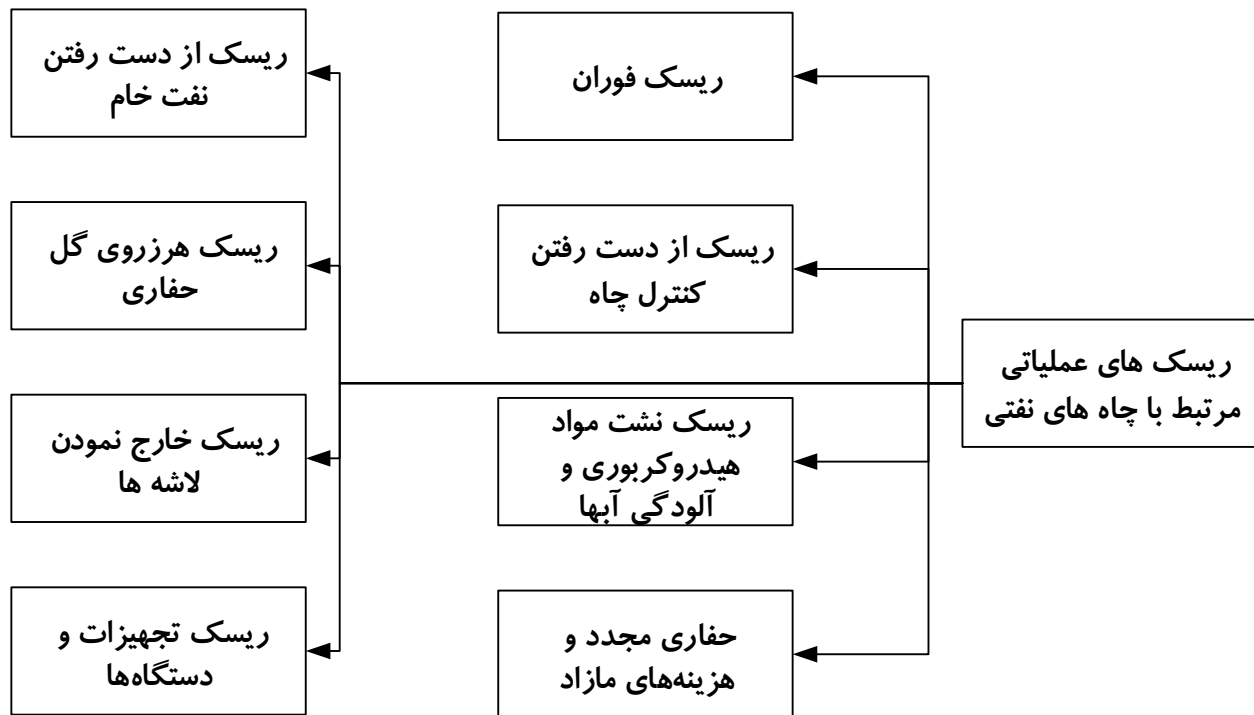 ریسک های عملیاتی
مرتبط با چاه های نفتی
ریسک فوران
ریسک از دست رفتن
کنترل چاه
ریسک نشت مواد
هیدروکربوری و
آلودگی آبها
حفاری مجدد و
هزینه‌های مازاد
ریسک از دست رفتن
نفت خام
ریسک هرزروی گل
حفاری
ریسک خارج نمودن
لاشه ها
ریسک تجهیزات و
دستگاه‌ها